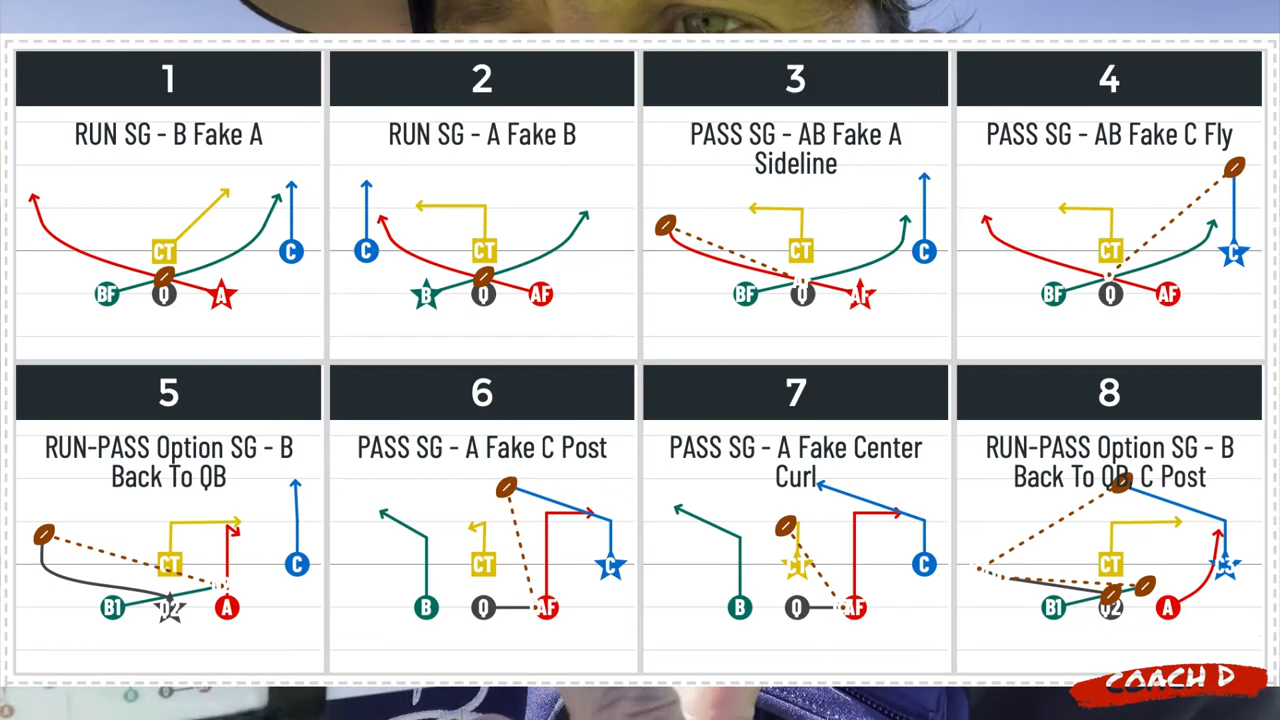 1
RUN SG - B Fake A
CT
C
BF
Q
A
2
RUN SG - A Fake B
CT
C
B
Q
AF
3
PASS SG - AB Fake A
Sideline
CT
C
BF
Q
AF
4
PASS SG - AB Fake C Fly
CT
C
BF
Q
AF
5
RUN-PASS Option SG - B
Back To QB
CT
C
B1
Q2
A
6
PASS SG - A Fake C Post
CT
C
B
Q
AF
7
PASS SG - A Fake Center
Curl
CT
C
B
Q
AF
8
RUN-PASS Option SG - B
Back To QB, C Post
CT
C3
B1
Q2
A
COACH D